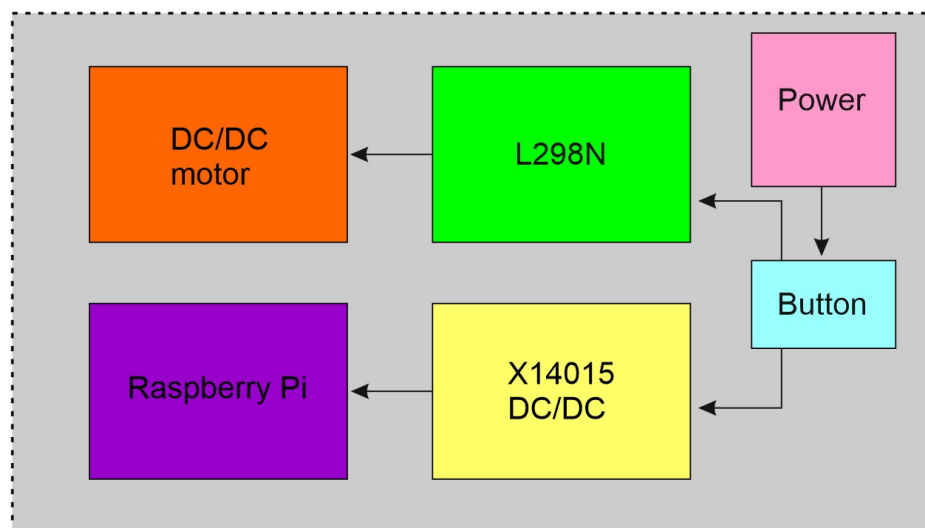 DC/DC
motor
L298N
Power
Button
Raspberry Pi
X14015
DC/DC